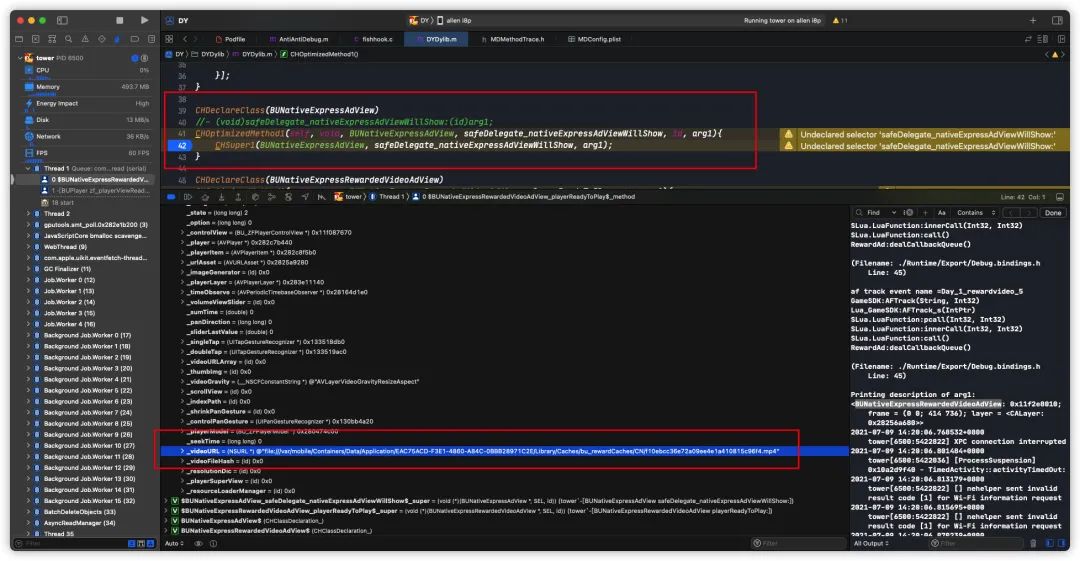 DY
DY
allen i8p
Running tower on allen i8p
11
Podfile
AntiAntiDebug.m
fishhook.c
DYDylib.m
MDMethodTrace.h
MDConfig.plist
DY
DYDylib
DYDylib.m
CHOptimizedMethod1()
tower PID 6500
CPU
0%
Memory
493.7 MB
Energy Impact
High
Disk
13 MB/s
Network
36 KB/s
FPS
60 FPS
Thread 1 Queue: com...read (serial)
0 $BUNativeExpressRewardedV...
1 -[BUPlayer zf_playerViewRead...
18 start
Thread 2
gputools.smt_poll.0x282e1b200 (3)
JavaScriptCore bmalloc scavange...
WebThread (9)
com.apple.uikit.eventfetch-threa...
GC Finalizer (11)
Job.Worker 0 (12)
Job.Worker 1 (13)
Job.Worker 2 (14)
Job.Worker 3 (15)
Job.Worker 4 (16)
Background Job.Worker 0 (17)
Background Job.Worker 1 (18)
Background Job.Worker 2 (19)
Background Job.Worker 3 (20)
Background Job.Worker 4 (21)
Background Job.Worker 5 (22)
Background Job.Worker 6 (23)
Background Job.Worker 7 (24)
Background Job.Worker 8 (25)
Background Job.Worker 9 (26)
Background Job.Worker 10 (27)
Background Job.Worker 11 (28)
Background Job.Worker 12 (29)
Background Job.Worker 13 (30)
Background Job.Worker 14 (31)
Background Job.Worker 15 (32)
BatchDeleteObjects (33)
AsyncReadManager (34)
Thread 35
Filter
35
36 }];
37 }
38
39 CHDeclareClass(BUNativeExpressAdView)
40 //- (void)safeDelegate_nativeExpressAdViewWillShow:(id)arg1;
41 CHOptimizedMethod1(self, void, BUNativeExpressAdView, safeDelegate_nativeExpressAdViewWillShow, id, arg1){
Undeclared selector 'safeDelegate_nativeExpressAdViewWillShow:'
42 CHSuper1(BUNativeExpressAdView, safeDelegate_nativeExpressAdViewWillShow, arg1);
Undeclared selector 'safeDelegate_nativeExpressAdViewWillShow:'
43 }
44
45 CHDeclareClass(BUNativeExpressRewardedVideoAdView)
tower
Thread 1
0 $BUNativeExpressRewardedVideoAdView_playerReadyToPlay$_method
Line: 42 Col: 1
_state = (long long) 2
_option = (long long) 0
_controlView = (BU_ZFPlayerControlView *) 0x11f087670
_player = (AVPlayer *) 0x282c7b440
_playerItem = (AVPlayerItem *) 0x282c8f5b0
_urlAsset = (AVURLAsset *) 0x2825a9280
_imageGenerator = (id) 0x0
_playerLayer = (AVPlayerLayer *) 0x283e11140
_timeObserve = (AVPeriodicTimebaseObserver *) 0x28164d1e0
_volumeViewSlider = (id) 0x0
_sumTime = (double) 0
_panDirection = (long long) 0
_sliderLastValue = (double) 0
_singleTap = (UITapGestureRecognizer *) 0x133518db0
_doubleTap = (UITapGestureRecognizer *) 0x133519ac0
_videoURLArray = (id) 0x0
_thumbImg = (id) 0x0
_videoGravity = (__NSCFConstantString *) @"AVLayerVideoGravityResizeAspect"
_scrollView = (id) 0x0
_indexPath = (id) 0x0
_shrinkPanGesture = (id) 0x0
_controlPanGesture = (UIPanGestureRecognizer *) 0x130bb4a20
_playerModel = (BU_ZFPlayerModel *) 0x280474c00
_seekTime = (long long) 0
_videoURL = (NSURL *) @"file:///var/mobile/Containers/Data/Application/EAC75ACD-F3E1-4860-A84C-0BBB28971C2E/Library/Caches/bu_rewardCaches/CN/f10ebcc36e72a09ee4e1a410815c96f4.mp4"
_videoFileHash = (id) 0x0
_resolutionDic = (id) 0x0
_playerSuperView = (id) 0x0
_resourceLoaderManager = (id) 0x0
$BUNativeExpressAdView_safeDelegate_nativeExpressAdViewWillShow$_super = (void (*)(BUNativeExpressAdView *, SEL, id)) (tower`-[BUNativeExpressAdView safeDelegate_nativeExpressAdViewWillShow:])
$BUNativeExpressRewardedVideoAdView_playerReadyToPlay$_super = (void (*)(BUNativeExpressRewardedVideoAdView *, SEL, id)) (tower`-[BUNativeExpressRewardedVideoAdView playerReadyToPlay:])
BUNativeExpressAdView$ (CHClassDeclaration_)
BUNativeExpressRewardedVideoAdView$ (CHClassDeclaration_)
Auto
Filter
Find
Aa
Contains
Done
SLua.LuaFunction:innerCall(Int32, Int32)
SLua.LuaFunction:call()
RewardAd:dealCallbackQueue()
(Filename: ./Runtime/Export/Debug.bindings.h
Line: 45)
af track event name =Day_1_rewardvideo_5
GameSDK:AFTrack(String, Int32)
Lua_GameSDK:AFTrack_s(IntPtr)
SLua.LuaFunction:pcall(Int32, Int32)
SLua.LuaFunction:innerCall(Int32, Int32)
SLua.LuaFunction:call()
RewardAd:dealCallbackQueue()
(Filename: ./Runtime/Export/Debug.bindings.h
Line: 45)
Printing description of arg1:
<BUNativeExpressRewardedVideoAdView: 0x11f2e8010;
frame = (0 0; 414 736); layer = <CALayer:
0x28256a680>>
2021-07-09 14:20:06.768532+0800
tower[6500:5422822] XPC connection interrupted
2021-07-09 14:20:06.801484+0800
tower[6500:5422836] [ProcessSuspension]
0x10a2d9f40 - TimedActivity::activityTimedOut:
2021-07-09 14:20:06.813179+0800
tower[6500:5422822] [] nehelper sent invalid
result code [1] for Wi-Fi information request
2021-07-09 14:20:06.815695+0800
tower[6500:5422822] [] nehelper sent invalid
result code [1] for Wi-Fi information request
All Output
Filter